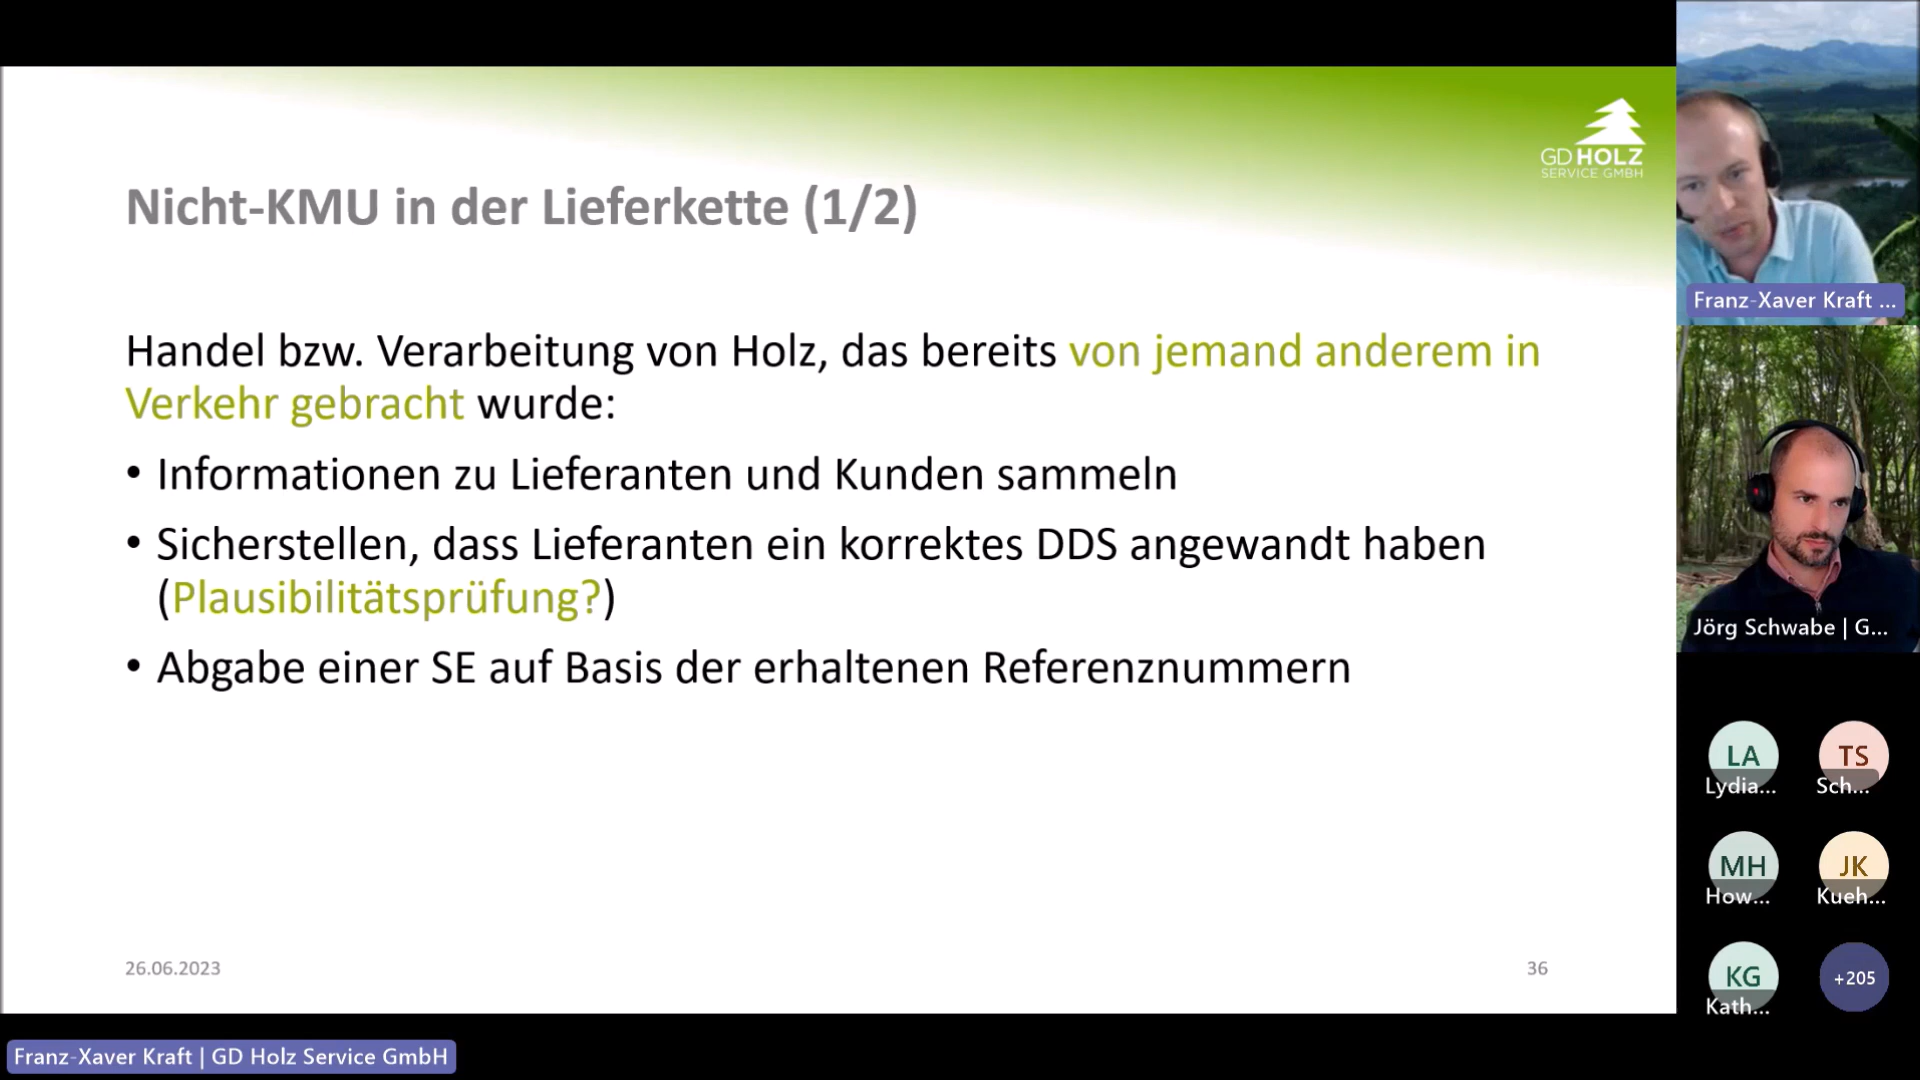 GD HOLZ
SERVICE GMBH
Nicht-KMU in der Lieferkette (1/2)
Handel bzw. Verarbeitung von Holz, das bereits von jemand anderem in
Verkehr gebracht wurde:
• Informationen zu Lieferanten und Kunden sammeln
• Sicherstellen, dass Lieferanten ein korrektes DDS angewandt haben
(Plausibilitätsprüfung?)
• Abgabe einer SE auf Basis der erhaltenen Referenznummern
26.06.2023
36
Franz-Xaver Kraft ...
Jörg Schwabe | G...
LA
Lydia...
TS
Sch...
MH
How...
JK
Kueh...
KG
Kath...
+205
Franz-Xaver Kraft | GD Holz Service GmbH